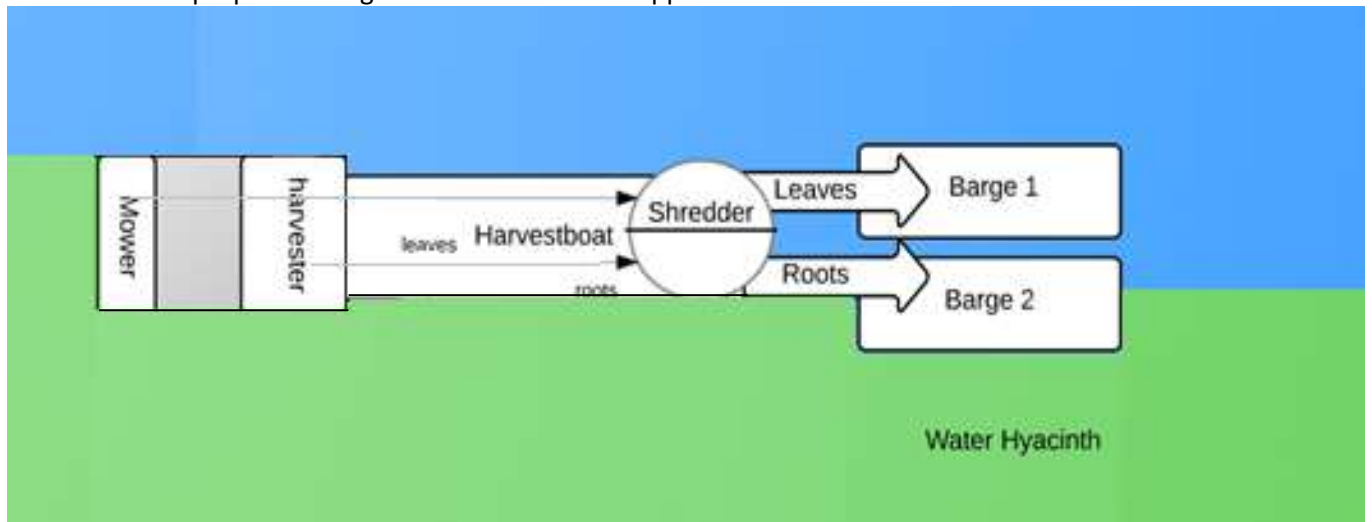 Mower
harvester
leaves
Harvestboat
roots
Shredder
Leaves
Roots
Barge 1
Barge 2
Water Hyacinth